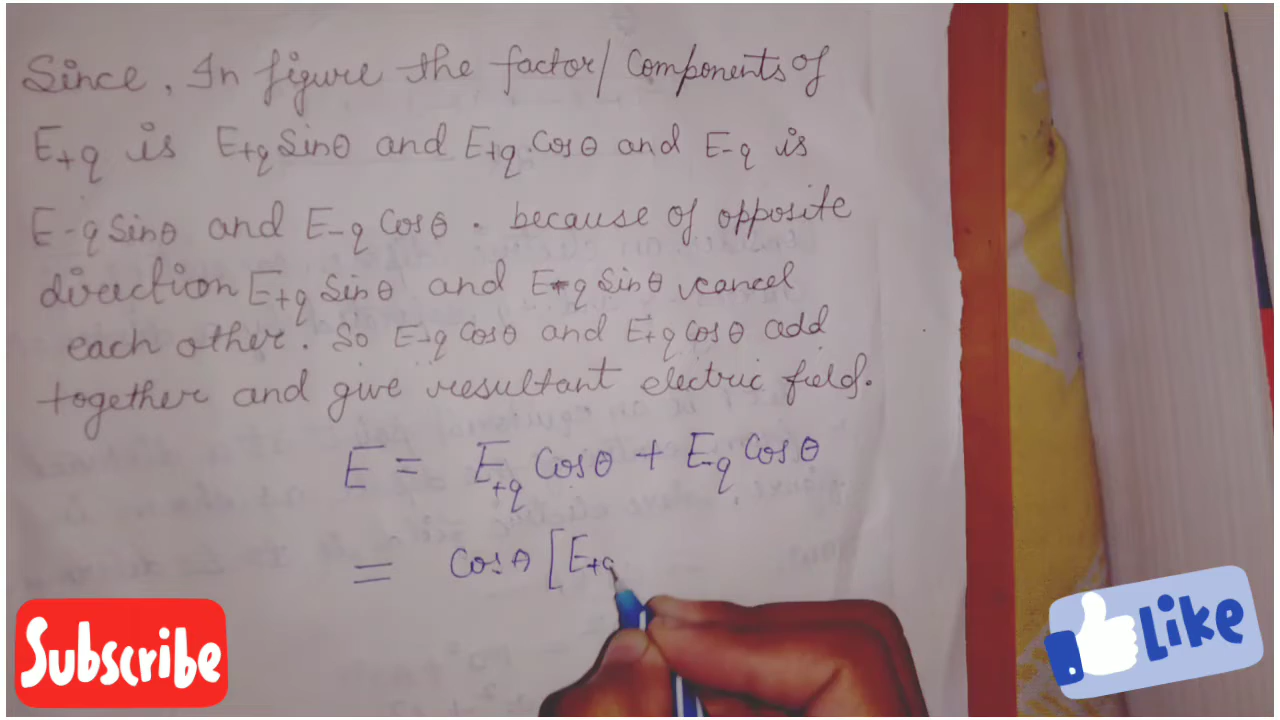 Since, In figure the factor/ Components of
E+q is E+q Sinθ and E+q Cosθ and E-q is
E-q Sinθ and E-q Cosθ. because of opposite
direction E+q Sinθ and E-q Sinθ cancel
each other. So E-q Cosθ and E+q Cosθ add
together and give resultant electric field.
E = E+q Cosθ + E-q Cosθ
= Cosθ [E+q
Subscribe
Like